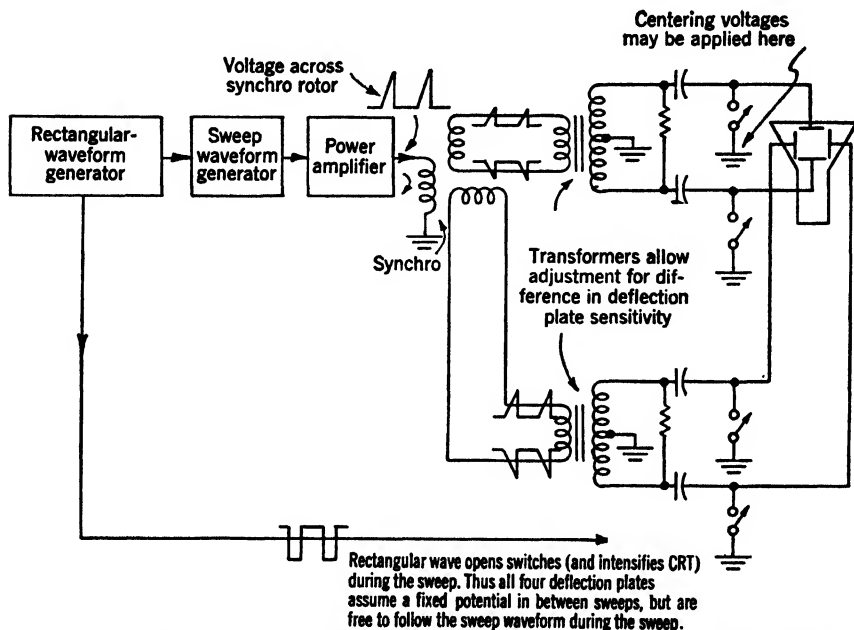 Centering voltages
may be applied here
Voltage across
synchro rotor
Rectangular-
waveform
generator
Sweep
waveform
generator
Power
amplifier
Synchro
Transformers allow
adjustment for dif-
ference in deflection
plate sensitivity
Rectangular wave opens switches (and intensifies CRT)
during the sweep. Thus all four deflection plates
assume a fixed potential in between sweeps, but are
free to follow the sweep waveform during the sweep.